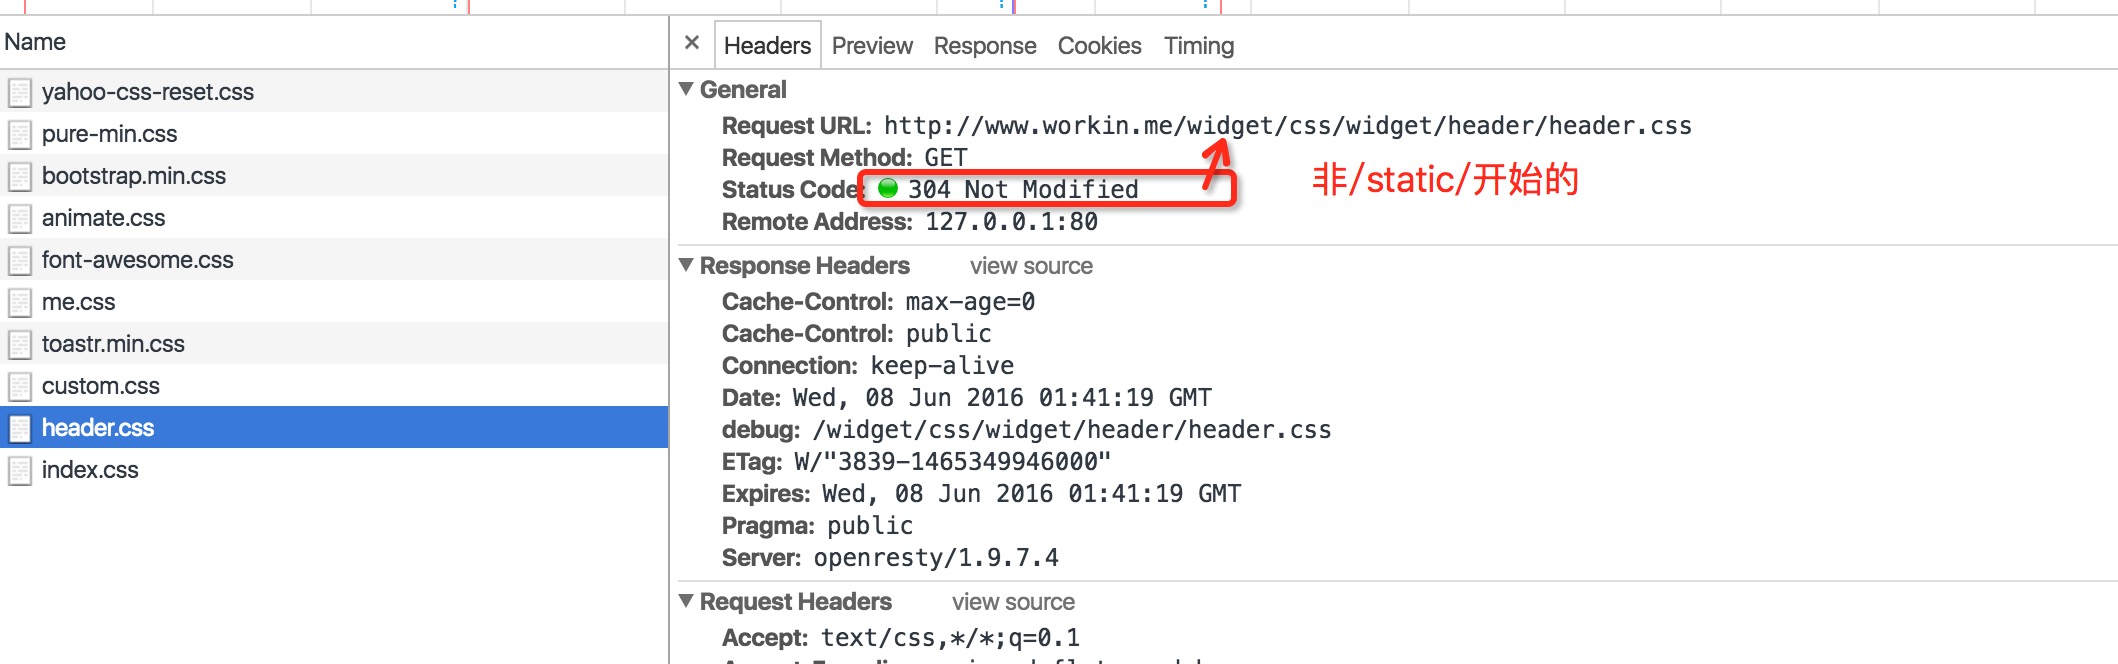 Name
yahoo-css-reset.css
pure-min.css
bootstrap.min.css
animate.css
font-awesome.css
me.css
toastr.min.css
custom.css
header.css
index.css
× Headers Preview Response Cookies Timing
▼ General
Request URL: http://www.workin.me/widget/css/widget/header/header.css
Request Method: GET
Status Code: 304 Not Modified
非/static/开始的
Remote Address: 127.0.0.1:80
▼ Response Headers view source
Cache-Control: max-age=0
Cache-Control: public
Connection: keep-alive
Date: Wed, 08 Jun 2016 01:41:19 GMT
debug: /widget/css/widget/header/header.css
ETag: W/"3839-1465349946000"
Expires: Wed, 08 Jun 2016 01:41:19 GMT
Pragma: public
Server: openresty/1.9.7.4
▼ Request Headers view source
Accept: text/css,*/*;q=0.1